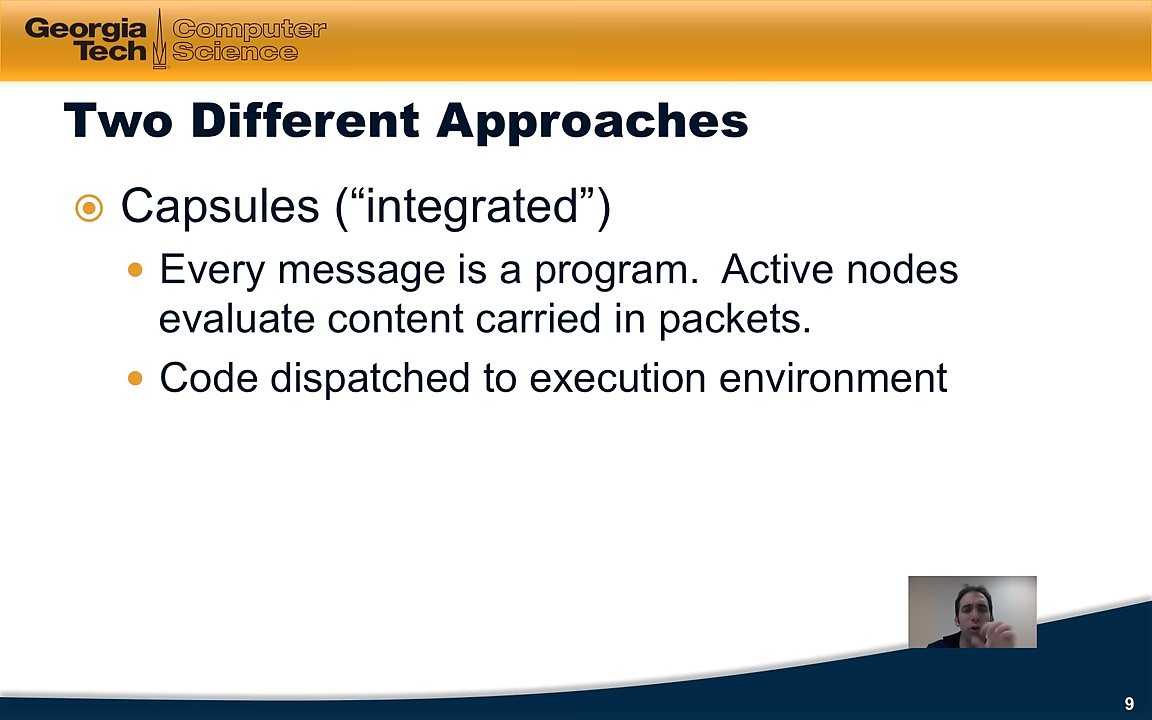 Georgia Tech
Computer Science
Two Different Approaches
Capsules (“integrated”)
Every message is a program.  Active nodes
evaluate content carried in packets.
Code dispatched to execution environment
9